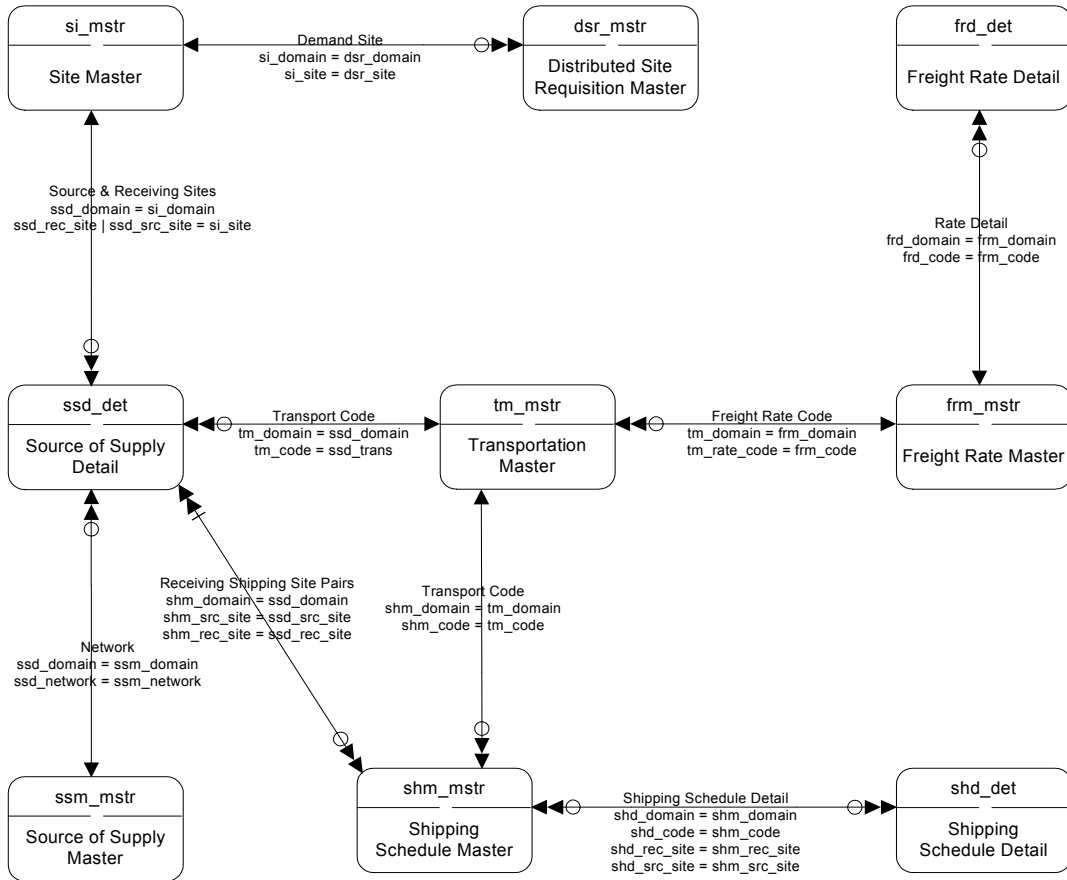 si_mstr
Site Master
Demand Site
si_domain = dsr_domain
si_site = dsr_site
dsr_mstr
Distributed Site
Requisition Master
frd_det
Freight Rate Detail
Source & Receiving Sites
ssd_domain = si_domain
ssd_rec_site | ssd_src_site = si_site
Rate Detail
frd_domain = frm_domain
frd_code = frm_code
ssd_det
Source of Supply
Detail
Transport Code
tm_domain = ssd_domain
tm_code = ssd_trans
tm_mstr
Transportation
Master
Freight Rate Code
tm_domain = frm_domain
tm_rate_code = frm_code
frm_mstr
Freight Rate Master
Receiving Shipping Site Pairs
shm_domain = ssd_domain
shm_src_site = ssd_src_site
shm_rec_site = ssd_rec_site
Transport Code
shm_domain = tm_domain
shm_code = tm_code
Network
ssd_domain = ssm_domain
ssd_network = ssm_network
ssm_mstr
Source of Supply
Master
shm_mstr
Shipping
Schedule Master
Shipping Schedule Detail
shd_domain = shm_domain
shd_code = shm_code
shd_rec_site = shm_rec_site
shd_src_site = shm_src_site
shd_det
Shipping
Schedule Detail